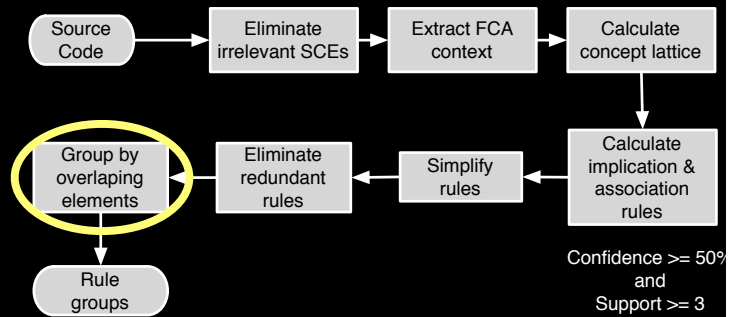 Source
Code
Eliminate
irrelevant SCEs
Extract FCA
context
Calculate
concept lattice
Calculate
implication &
association
rules
Simplify
rules
Eliminate
redundant
rules
Group by
overlaping
elements
Rule
groups
Confidence >= 50%
and
Support >= 3